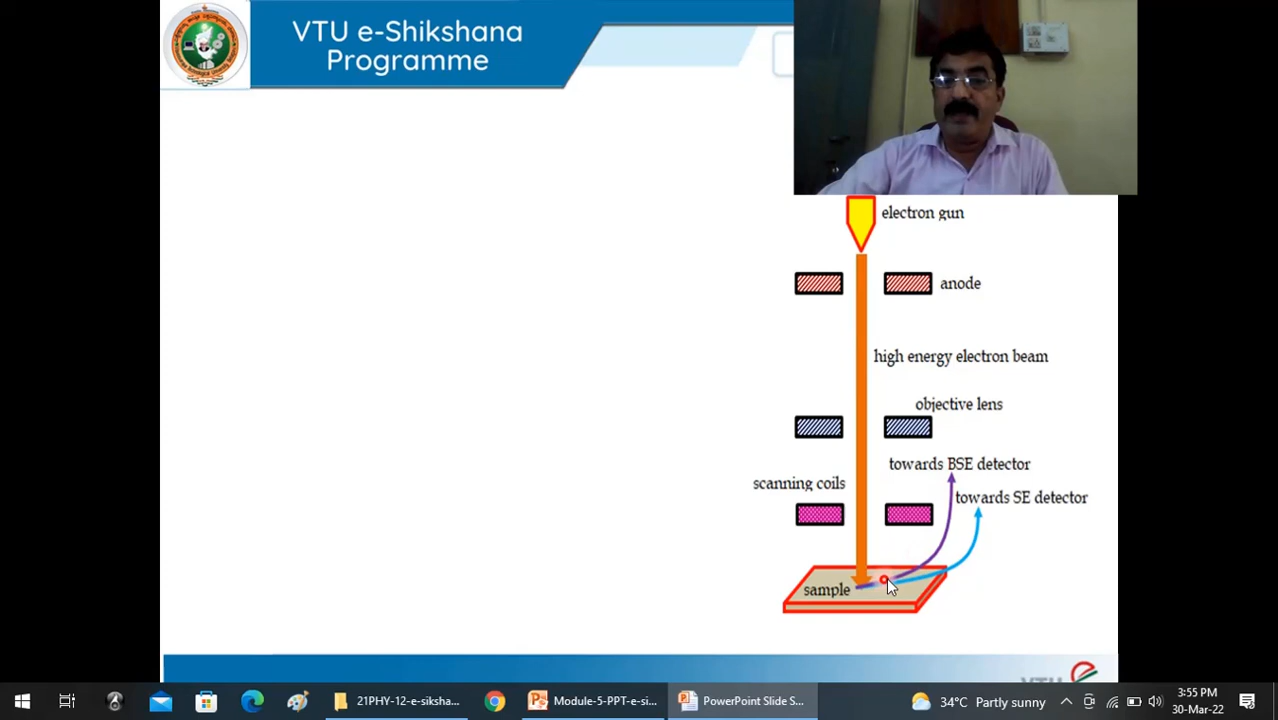 VTU e-Shikshana
Programme
electron gun
anode
high energy electron beam
objective lens
towards BSE detector
scanning coils
towards SE detector
sample
VTU
21PHY-12-e-siksha...
Module-5-PPT-e-si...
PowerPoint Slide S...
34°C Partly sunny
3:55 PM
30-Mar-22